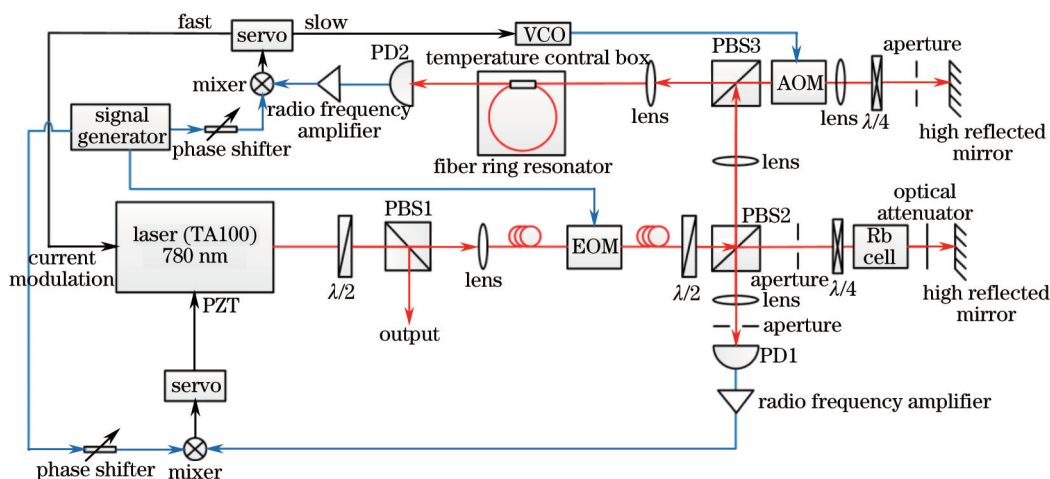 fast
servo
slow
VCO
PD2
mixer
temperature contral box
radio frequency
amplifier
signal
generator
phase shifter
fiber ring resonator
lens
PBS3
AOM
lens
λ/4
aperture
high reflected
mirror
lens
laser (TA100)
780 nm
current
modulation
PZT
λ/2
PBS1
output
lens
EOM
λ/2
PBS2
aperture
λ/4
Rb
cell
optical
attenuator
high reflected
mirror
lens
aperture
PD1
radio frequency amplifier
servo
phase shifter
mixer